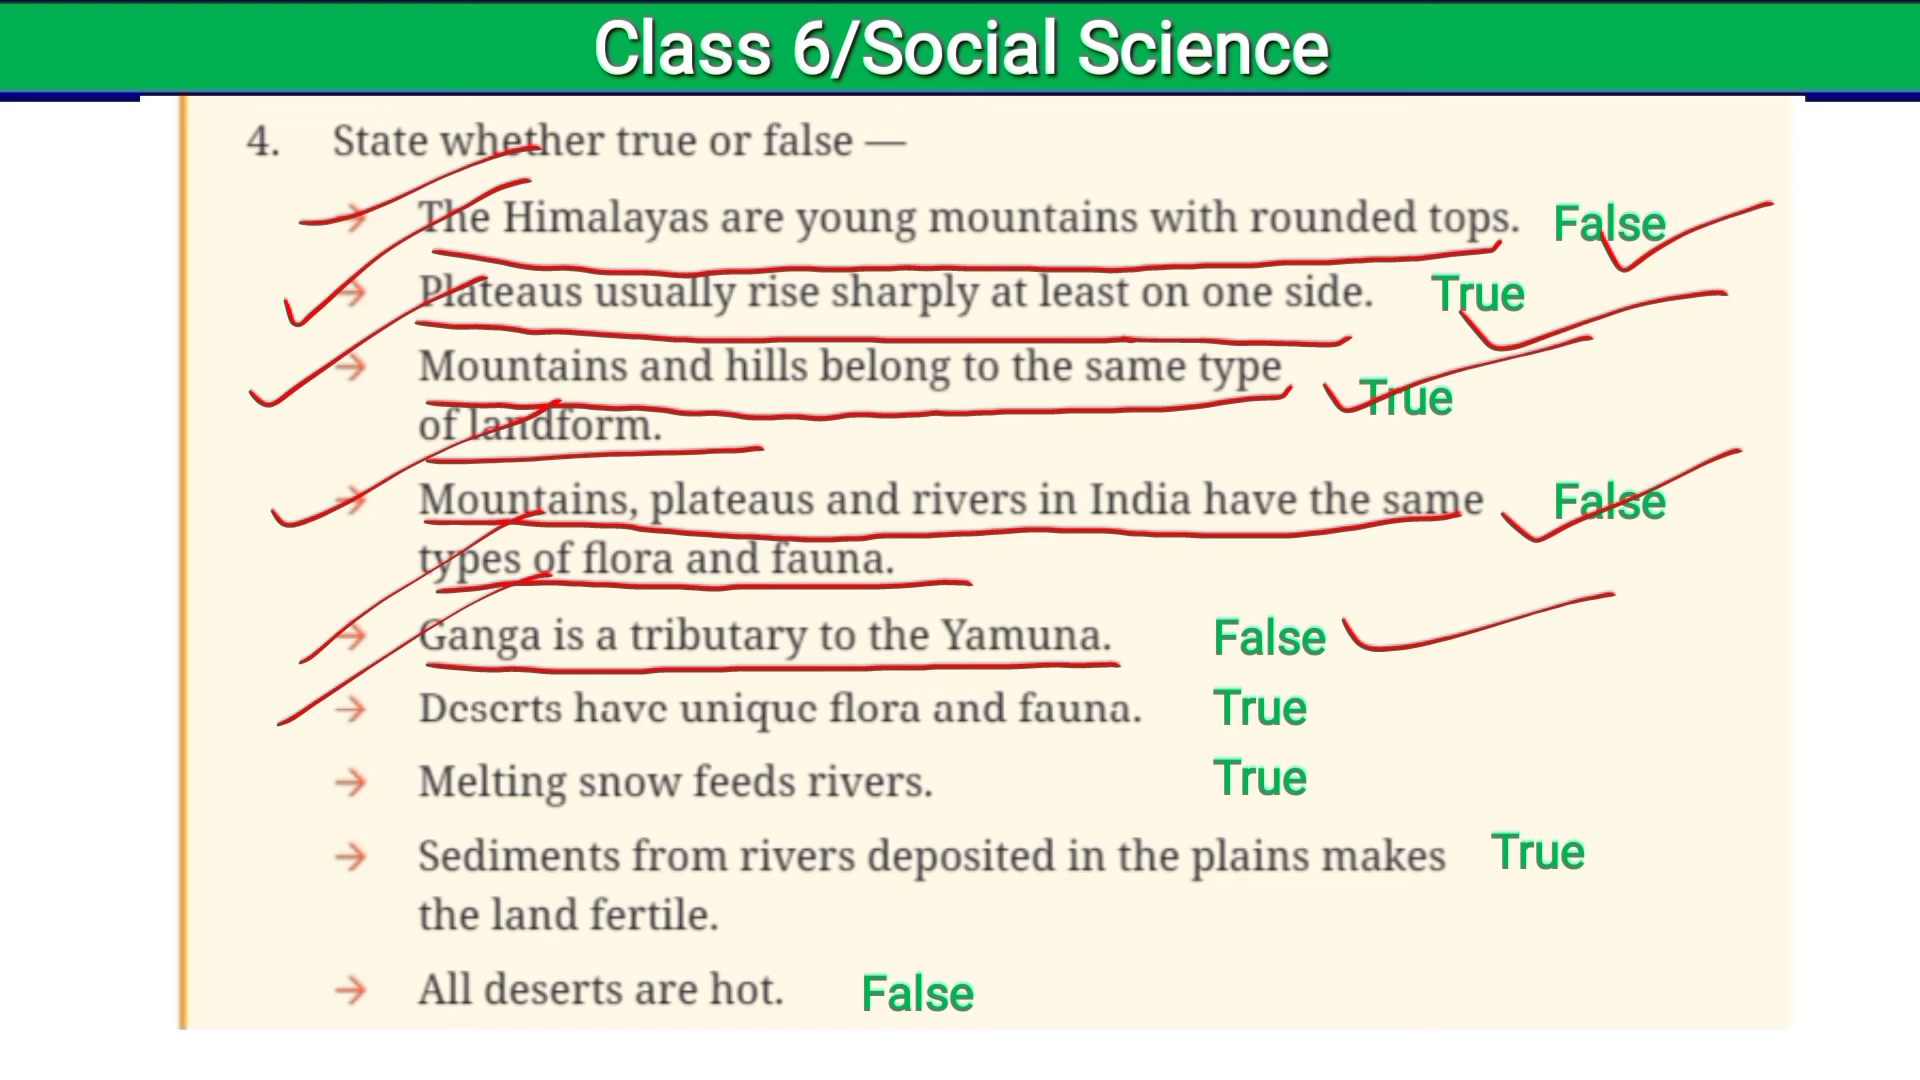 Class 6/Social Science
4. State whether true or false —
→ The Himalayas are young mountains with rounded tops. False
→ Plateaus usually rise sharply at least on one side. True
→ Mountains and hills belong to the same type True
of landform.
→ Mountains, plateaus and rivers in India have the same False
types of flora and fauna.
→ Ganga is a tributary to the Yamuna. False
→ Deserts have unique flora and fauna. True
→ Melting snow feeds rivers. True
→ Sediments from rivers deposited in the plains makes True
the land fertile.
→ All deserts are hot. False